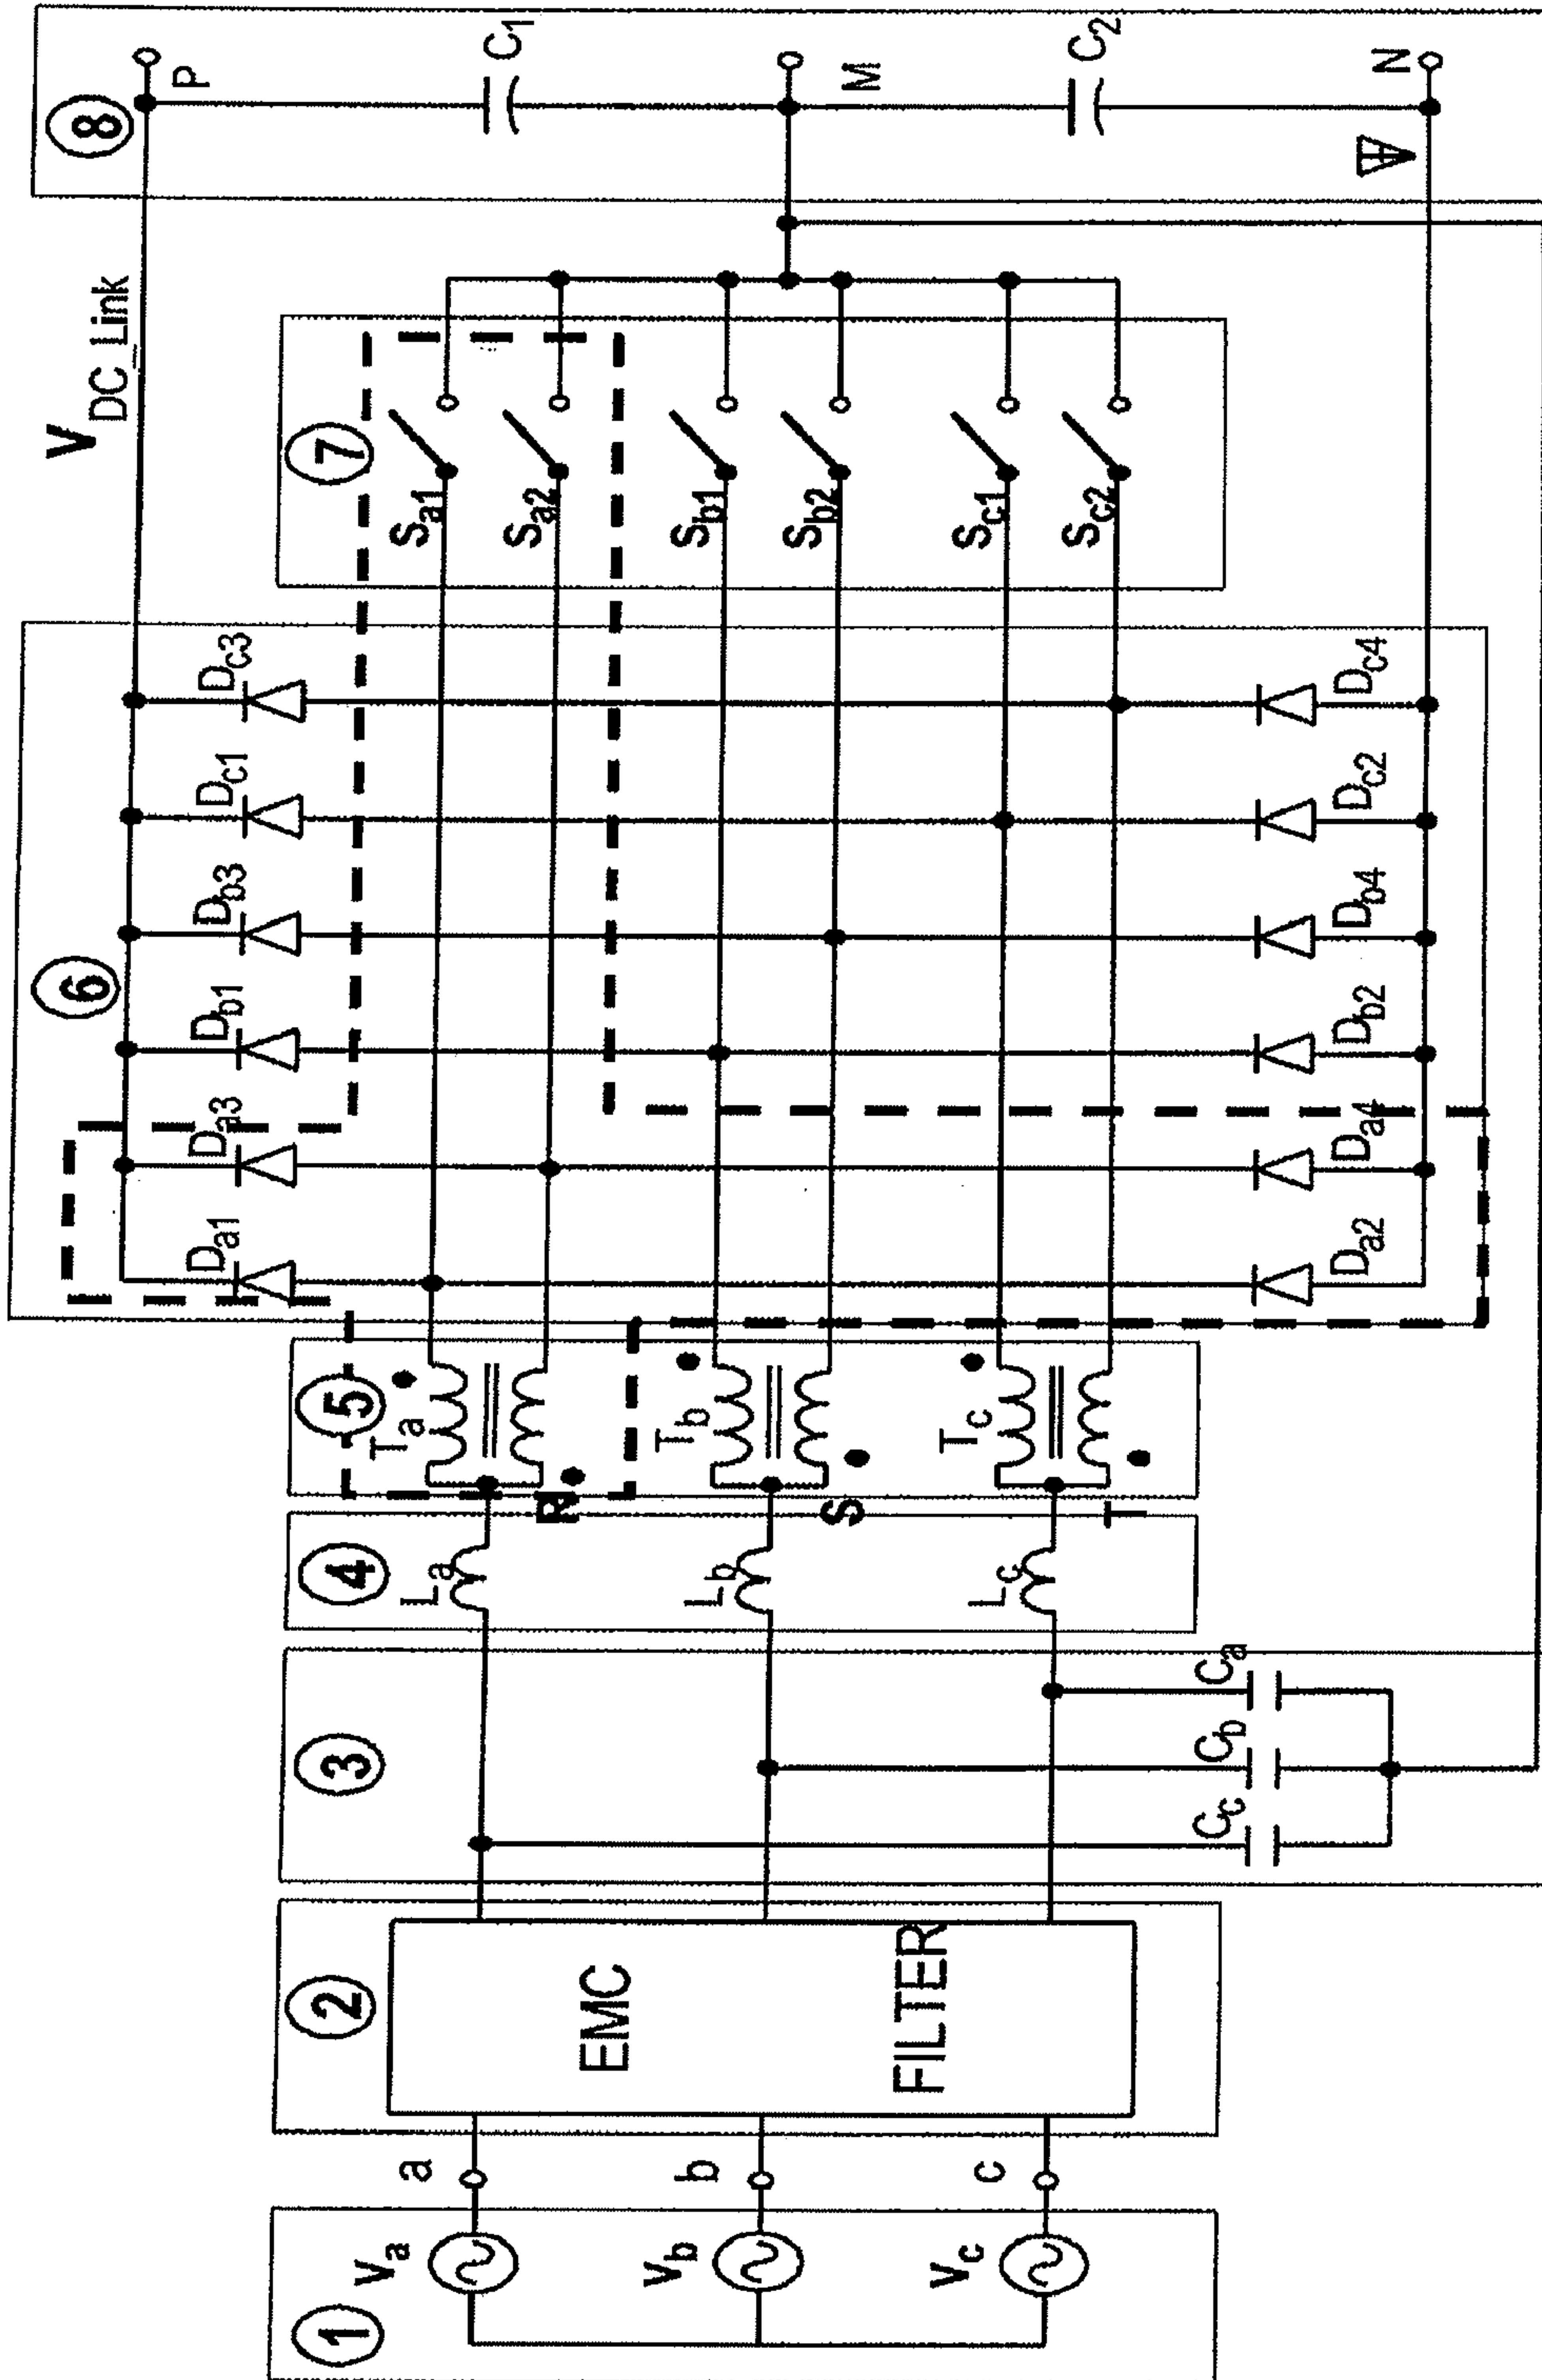 1
Va
Vb
Vc
a
b
c
2
EMC
FILTER
3
Cc
Cb
Ca
4
La
Lb
Lc
R
S
T
5
Ta
Tb
Tc
6
Da1
Da3
Db1
Db3
Dc1
Dc3
Da2
Da4
Db2
Db4
Dc2
Dc4
7
Sa1
Sa2
Sb1
Sb2
Sc1
Sc2
VDC_Link
8
P
C1
M
C2
N